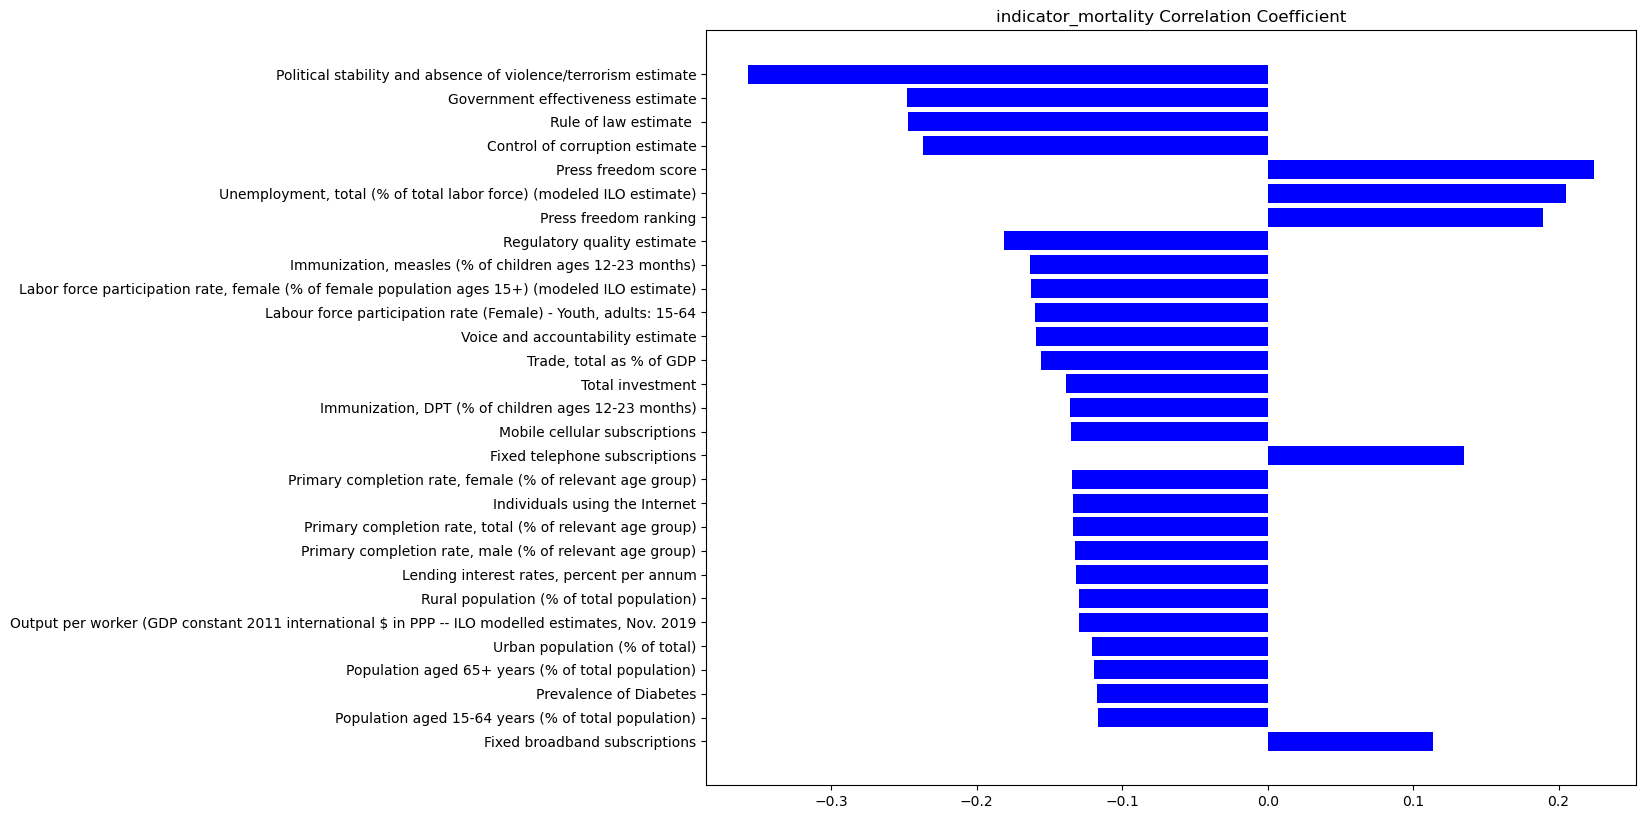 indicator_mortality Correlation Coefficient
Political stability and absence of violence/terrorism estimate
Government effectiveness estimate
Rule of law estimate
Control of corruption estimate
Press freedom score
Unemployment, total (% of total labor force) (modeled ILO estimate)
Press freedom ranking
Regulatory quality estimate
Immunization, measles (% of children ages 12-23 months)
Labor force participation rate, female (% of female population ages 15+) (modeled ILO estimate)
Labour force participation rate (Female) - Youth, adults: 15-64
Voice and accountability estimate
Trade, total as % of GDP
Total investment
Immunization, DPT (% of children ages 12-23 months)
Mobile cellular subscriptions
Fixed telephone subscriptions
Primary completion rate, female (% of relevant age group)
Individuals using the Internet
Primary completion rate, total (% of relevant age group)
Primary completion rate, male (% of relevant age group)
Lending interest rates, percent per annum
Rural population (% of total population)
Output per worker (GDP constant 2011 international $ in PPP -- ILO modelled estimates, Nov. 2019
Urban population (% of total)
Population aged 65+ years (% of total population)
Prevalence of Diabetes
Population aged 15-64 years (% of total population)
Fixed broadband subscriptions
−0.3 −0.2 −0.1 0.0 0.1 0.2